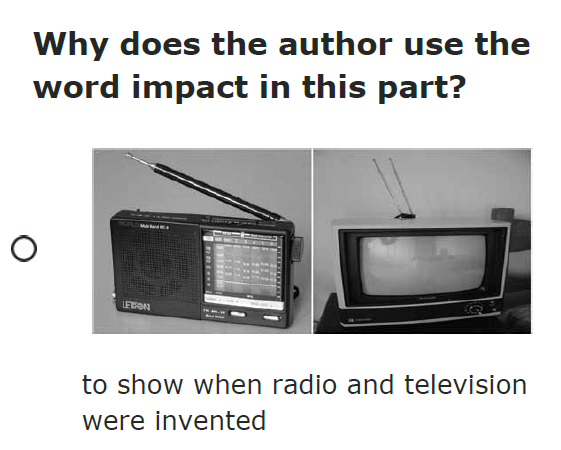 Why does the author use the
word impact in this part?
LETRON
to show when radio and television
were invented